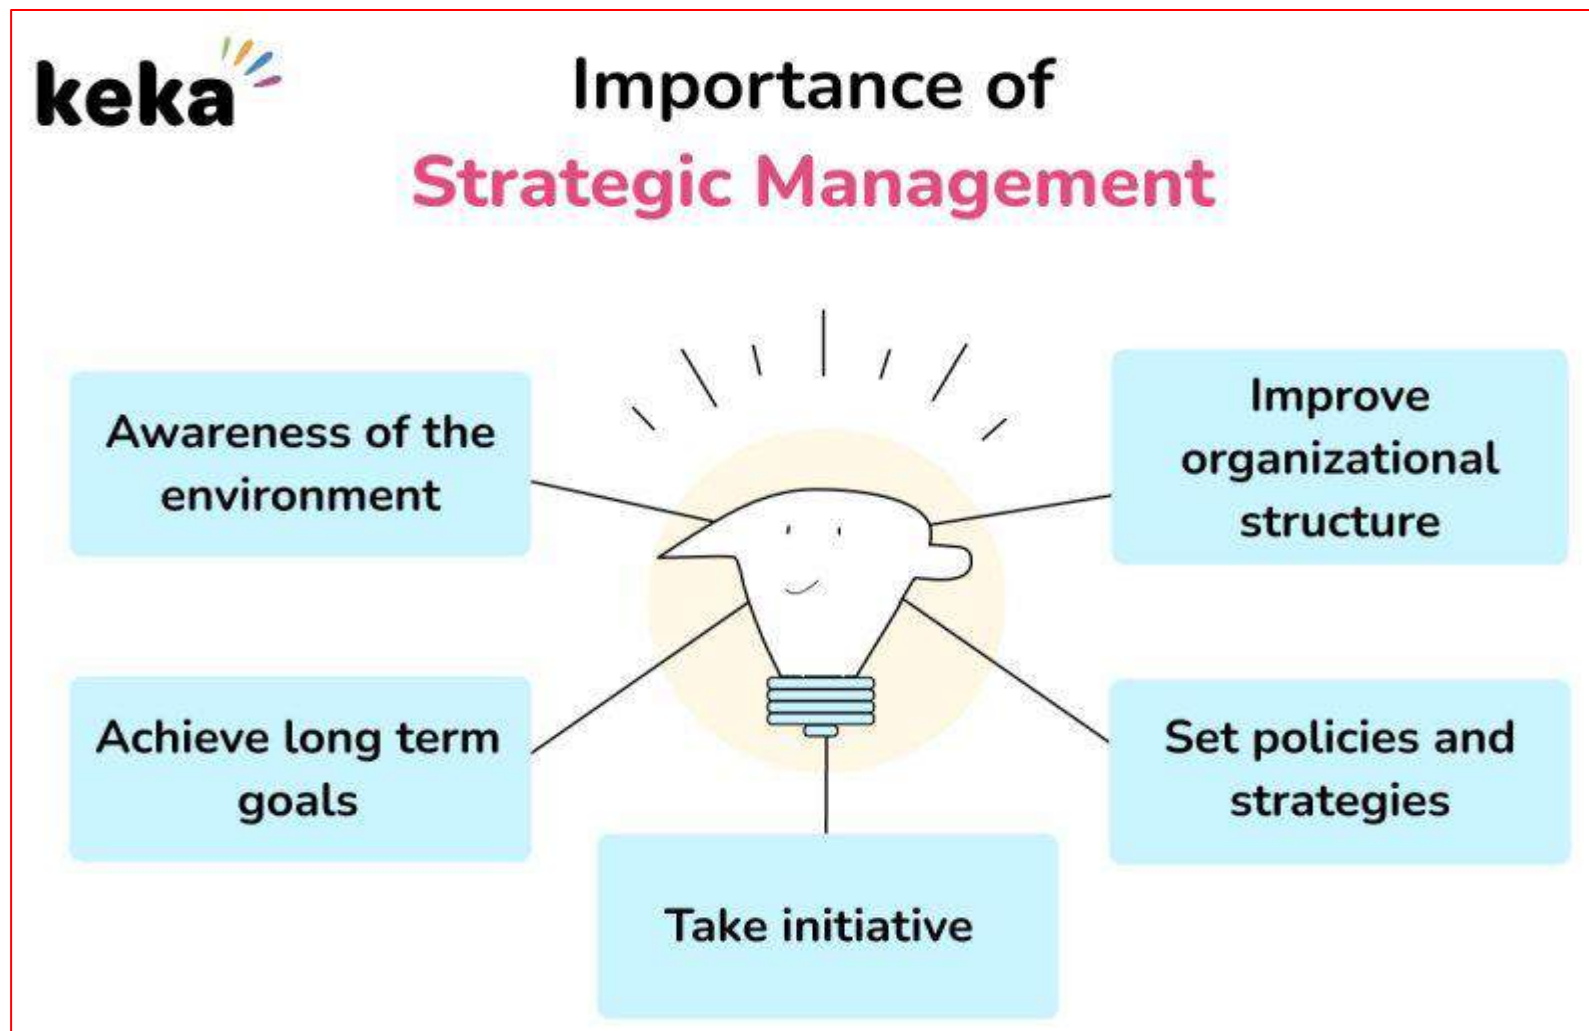 keka
Importance of
Strategic Management
Awareness of the
environment
Improve
organizational
structure
Achieve long term
goals
Set policies and
strategies
Take initiative